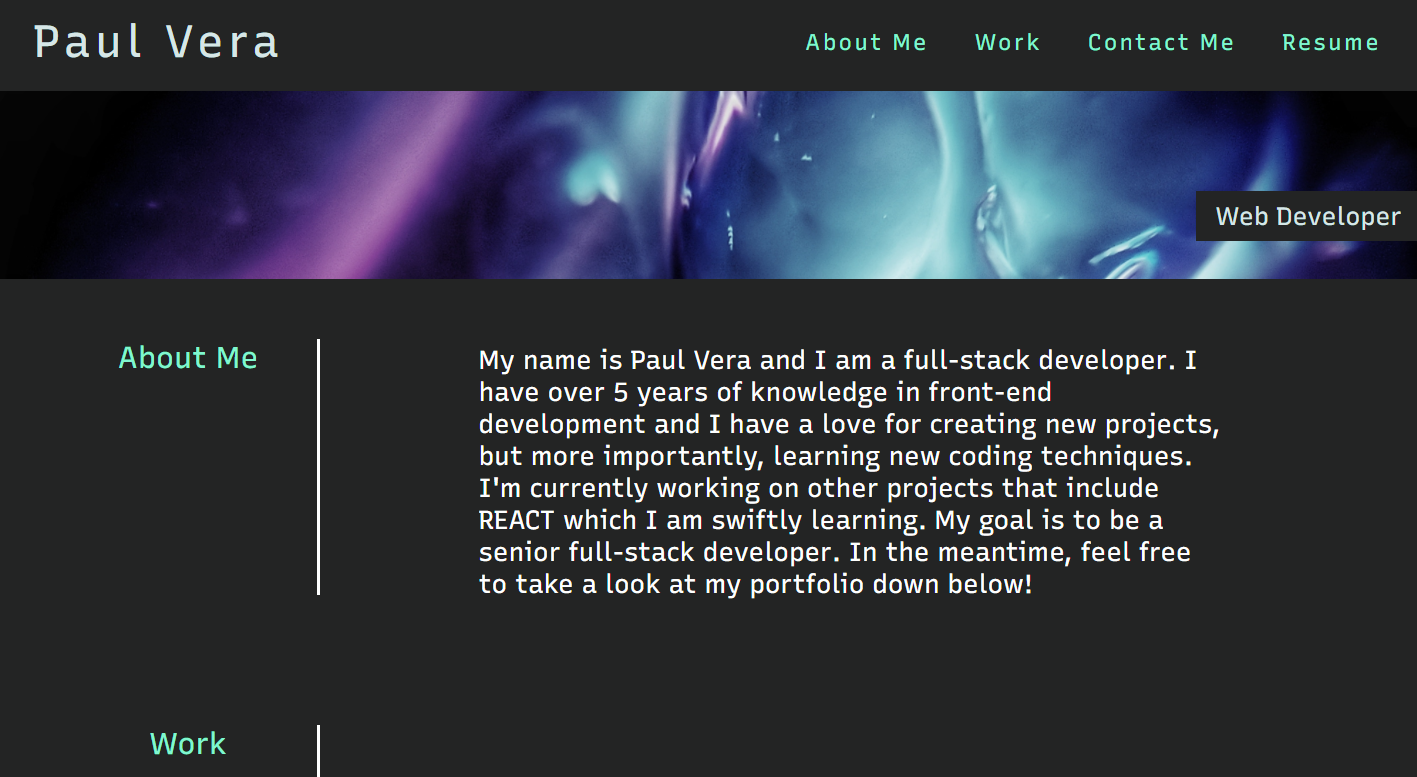 Paul Vera
About Me Work Contact Me Resume
Web Developer
About Me
My name is Paul Vera and I am a full-stack developer. I
have over 5 years of knowledge in front-end
development and I have a love for creating new projects,
but more importantly, learning new coding techniques.
I'm currently working on other projects that include
REACT which I am swiftly learning. My goal is to be a
senior full-stack developer. In the meantime, feel free
to take a look at my portfolio down below!
Work